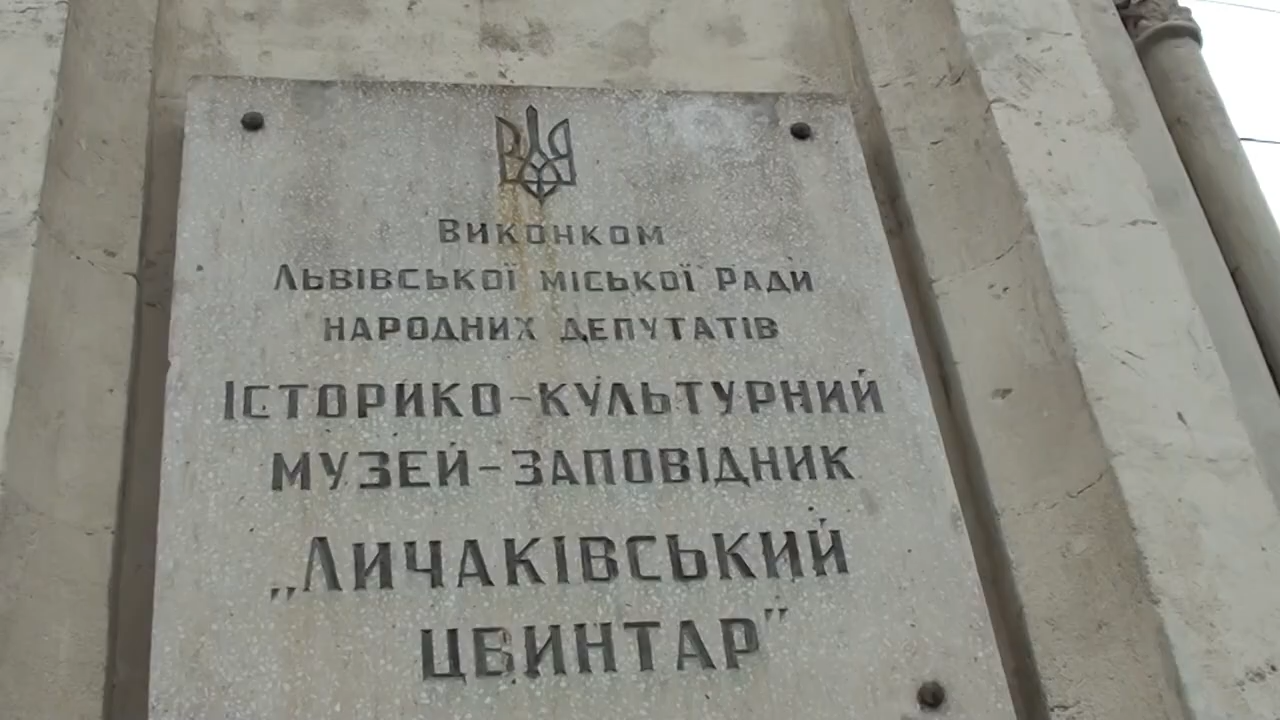 Виконком
Львівської міської Ради
народних депутатів
Історико-культурний
музей-заповідник
„Личаківський
цвинтар”